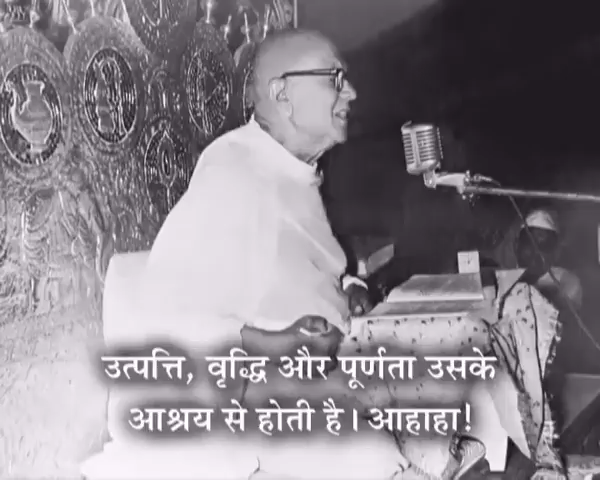 उत्पत्ति, वृद्धि और पूर्णता उसके
आश्रय से होती है। आहाहा!